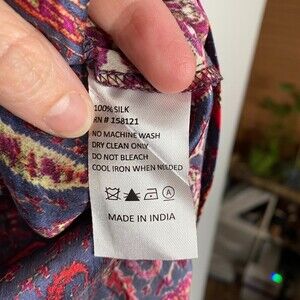 100% SILK
RN # 158121
NO MACHINE WASH
DRY CLEAN ONLY
DO NOT BLEACH
COOL IRON WHEN NEEDED
A
MADE IN INDIA